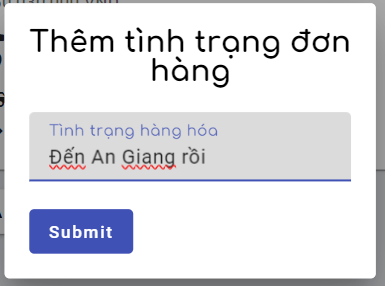 Thêm tình trạng đơn
hàng
Tình trạng hàng hóa
Đến An Giang rồi
Submit